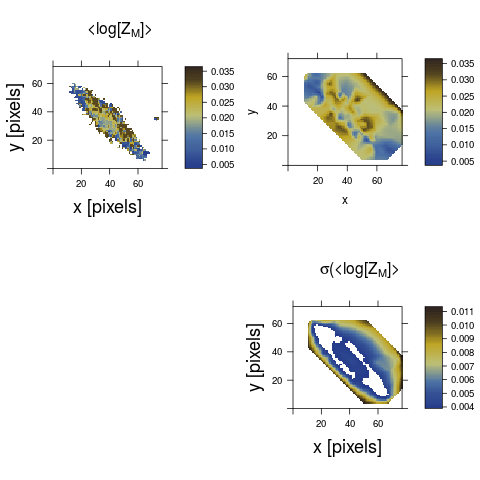 <log[Z_M]>
60
40
20
20 40 60
y [pixels]
x [pixels]
0.035
0.030
0.025
0.020
0.015
0.010
0.005
60
40
20
20 40 60
y
x
0.035
0.030
0.025
0.020
0.015
0.010
0.005
σ(<log[Z_M]>
60
40
20
20 40 60
y [pixels]
x [pixels]
0.011
0.010
0.009
0.008
0.007
0.006
0.005
0.004